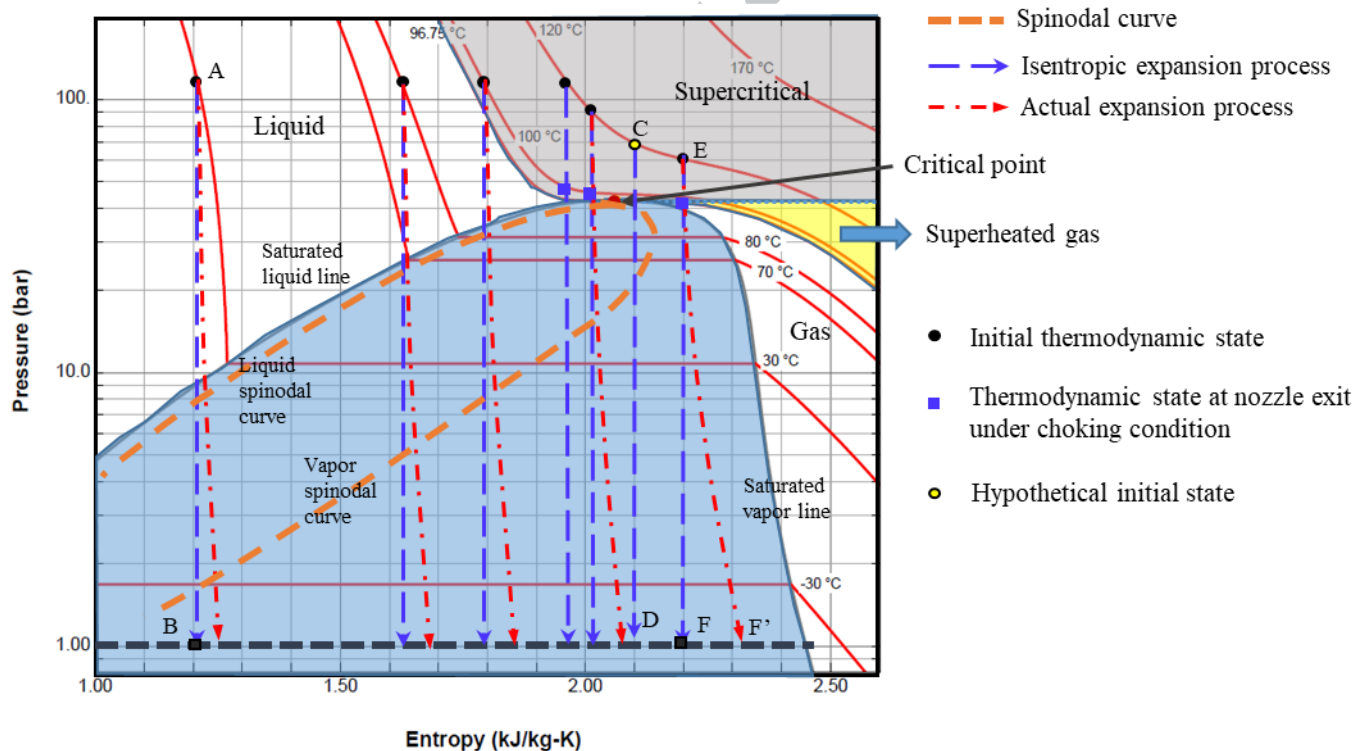 96.75 °C
120 °C
170 °C
Supercritical
A
100.
Liquid
100 °C
C
E
80 °C
70 °C
Saturated
liquid line
Gas
10.0
30 °C
Liquid
spinodal
curve
Vapor
spinodal
curve
Saturated
vapor line
-30 °C
B
D
F
F’
1.00
1.00
1.50
2.00
2.50
Pressure (bar)
Entropy (kJ/kg-K)
Spinodal curve
Isentropic expansion process
Actual expansion process
Critical point
Superheated gas
Initial thermodynamic state
Thermodynamic state at nozzle exit
under choking condition
Hypothetical initial state